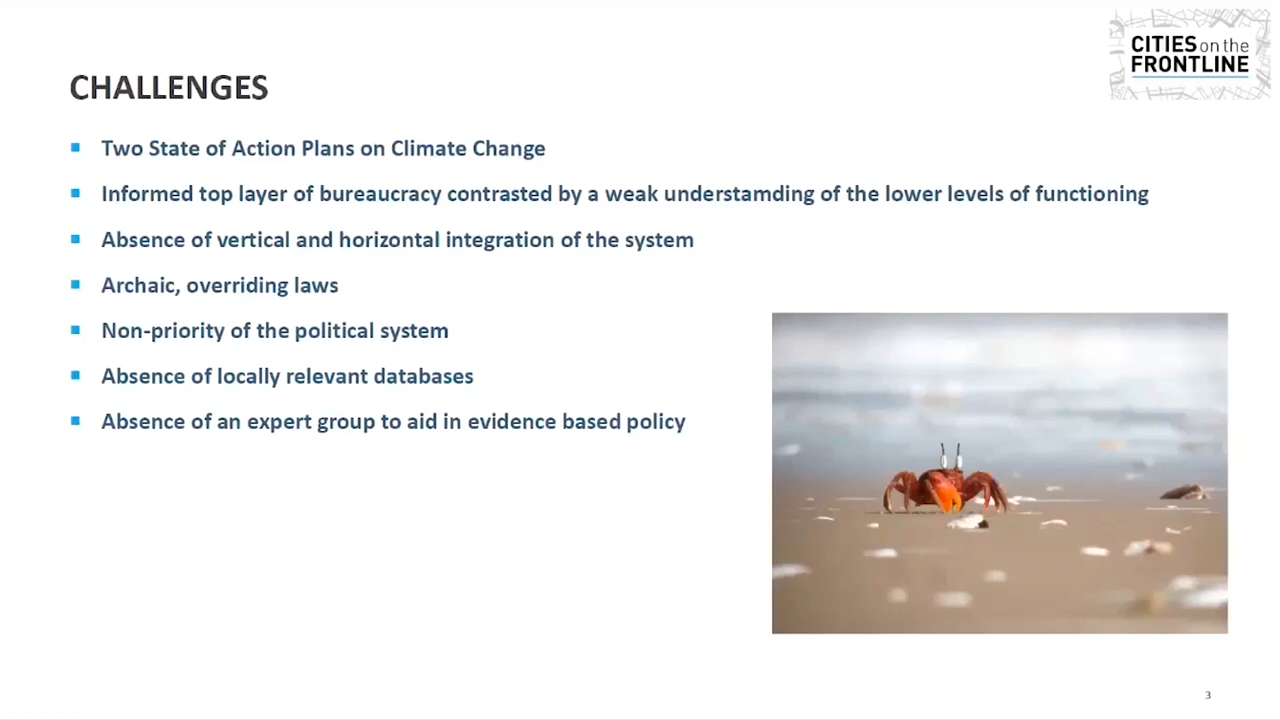 CITIES on the
FRONTLINE
CHALLENGES
Two State of Action Plans on Climate Change
Informed top layer of bureaucracy contrasted by a weak understamding of the lower levels of functioning
Absence of vertical and horizontal integration of the system
Archaic, overriding laws
Non-priority of the political system
Absence of locally relevant databases
Absence of an expert group to aid in evidence based policy
3